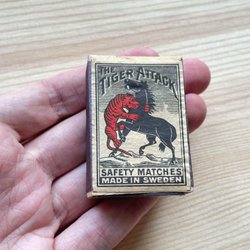 THE
TIGER ATTACK
SAFETY MATCHES
MADE IN SWEDEN